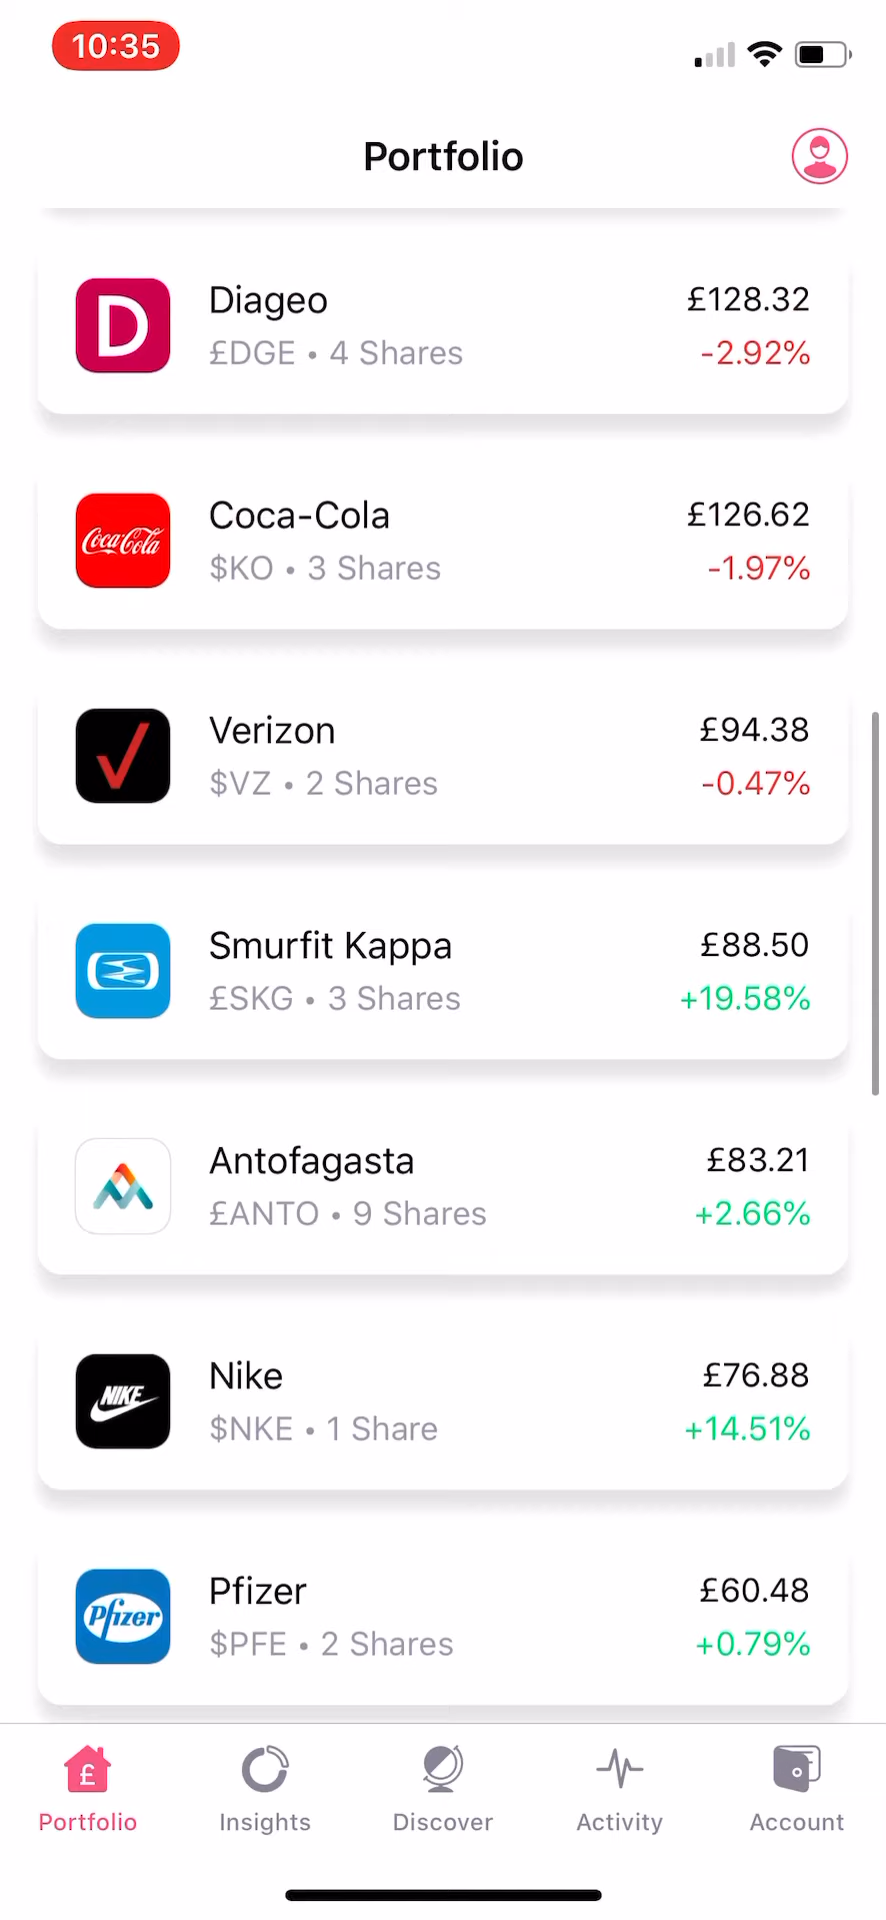 10:35
Portfolio
D
Diageo
£128.32
£DGE • 4 Shares
-2.92%
Coca-Cola
Coca-Cola
£126.62
$KO • 3 Shares
-1.97%
Verizon
£94.38
$VZ • 2 Shares
-0.47%
Smurfit Kappa
£88.50
£SKG • 3 Shares
+19.58%
Antofagasta
£83.21
£ANTO • 9 Shares
+2.66%
NIKE
Nike
£76.88
$NKE • 1 Share
+14.51%
Pfizer
Pfizer
£60.48
$PFE • 2 Shares
+0.79%
£
Portfolio
Insights
Discover
Activity
Account